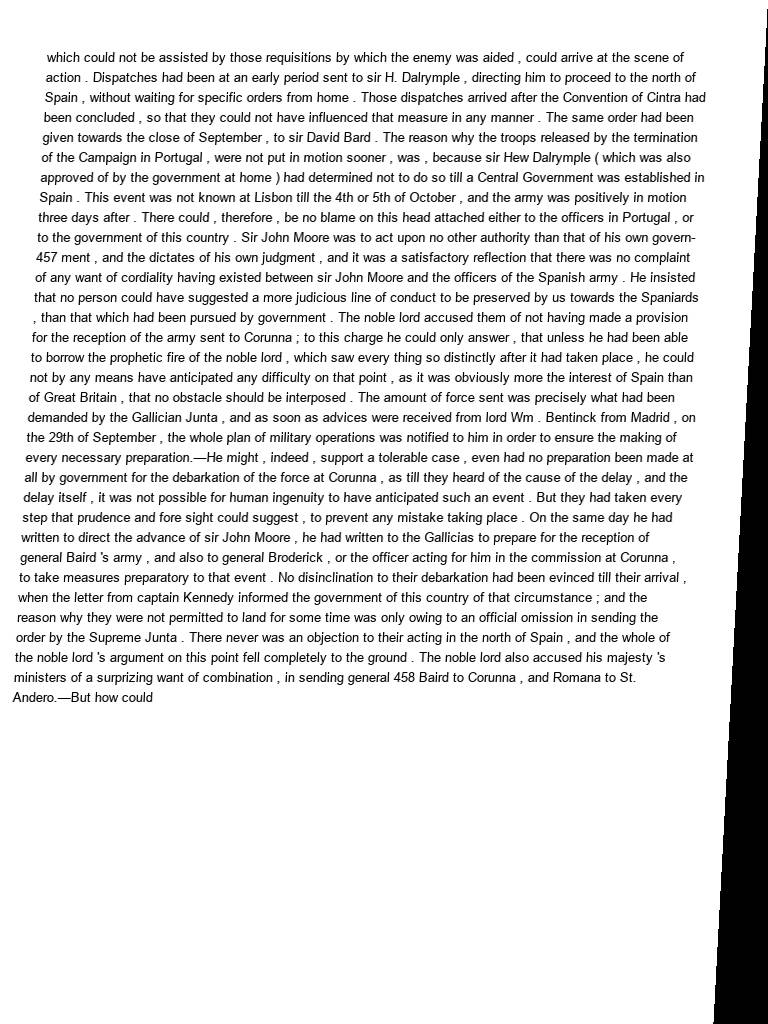 which could not be assisted by those requisitions by which the enemy was aided , could arrive at the scene of
action . Dispatches had been at an early period sent to sir H. Dalrymple , directing him to proceed to the north of
Spain , without waiting for specific orders from home . Those dispatches arrived after the Convention of Cintra had
been concluded , so that they could not have influenced that measure in any manner . The same order had been
given towards the close of September , to sir David Bard . The reason why the troops released by the termination
of the Campaign in Portugal , were not put in motion sooner , was , because sir Hew Dalrymple ( which was also
approved of by the government at home ) had determined not to do so till a Central Government was established in
Spain . This event was not known at Lisbon till the 4th or 5th of October , and the army was positively in motion
three days after . There could , therefore , be no blame on this head attached either to the officers in Portugal , or
to the government of this country . Sir John Moore was to act upon no other authority than that of his own govern-
457 ment , and the dictates of his own judgment , and it was a satisfactory reflection that there was no complaint
of any want of cordiality having existed between sir John Moore and the officers of the Spanish army . He insisted
that no person could have suggested a more judicious line of conduct to be preserved by us towards the Spaniards
, than that which had been pursued by government . The noble lord accused them of not having made a provision
for the reception of the army sent to Corunna ; to this charge he could only answer , that unless he had been able
to borrow the prophetic fire of the noble lord , which saw every thing so distinctly after it had taken place , he could
not by any means have anticipated any difficulty on that point , as it was obviously more the interest of Spain than
of Great Britain , that no obstacle should be interposed . The amount of force sent was precisely what had been
demanded by the Gallician Junta , and as soon as advices were received from lord Wm . Bentinck from Madrid , on
the 29th of September , the whole plan of military operations was notified to him in order to ensure the making of
every necessary preparation.—He might , indeed , support a tolerable case , even had no preparation been made at
all by government for the debarkation of the force at Corunna , as till they heard of the cause of the delay , and the
delay itself , it was not possible for human ingenuity to have anticipated such an event . But they had taken every
step that prudence and fore sight could suggest , to prevent any mistake taking place . On the same day he had
written to direct the advance of sir John Moore , he had written to the Gallicias to prepare for the reception of
general Baird 's army , and also to general Broderick , or the officer acting for him in the commission at Corunna ,
to take measures preparatory to that event . No disinclination to their debarkation had been evinced till their arrival ,
when the letter from captain Kennedy informed the government of this country of that circumstance ; and the
reason why they were not permitted to land for some time was only owing to an official omission in sending the
order by the Supreme Junta . There never was an objection to their acting in the north of Spain , and the whole of
the noble lord 's argument on this point fell completely to the ground . The noble lord also accused his majesty 's
ministers of a surprizing want of combination , in sending general 458 Baird to Corunna , and Romana to St.
Andero.—But how could